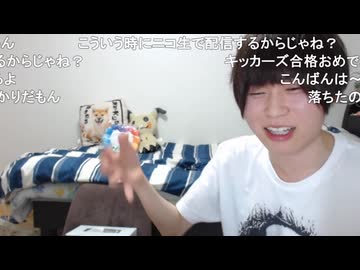 ん
こういう時にニコ生で配信するからじゃね？
るからじゃね？
キッカーズ合格おめで
るよ
こんばんは～
かりだもん
落ちたの